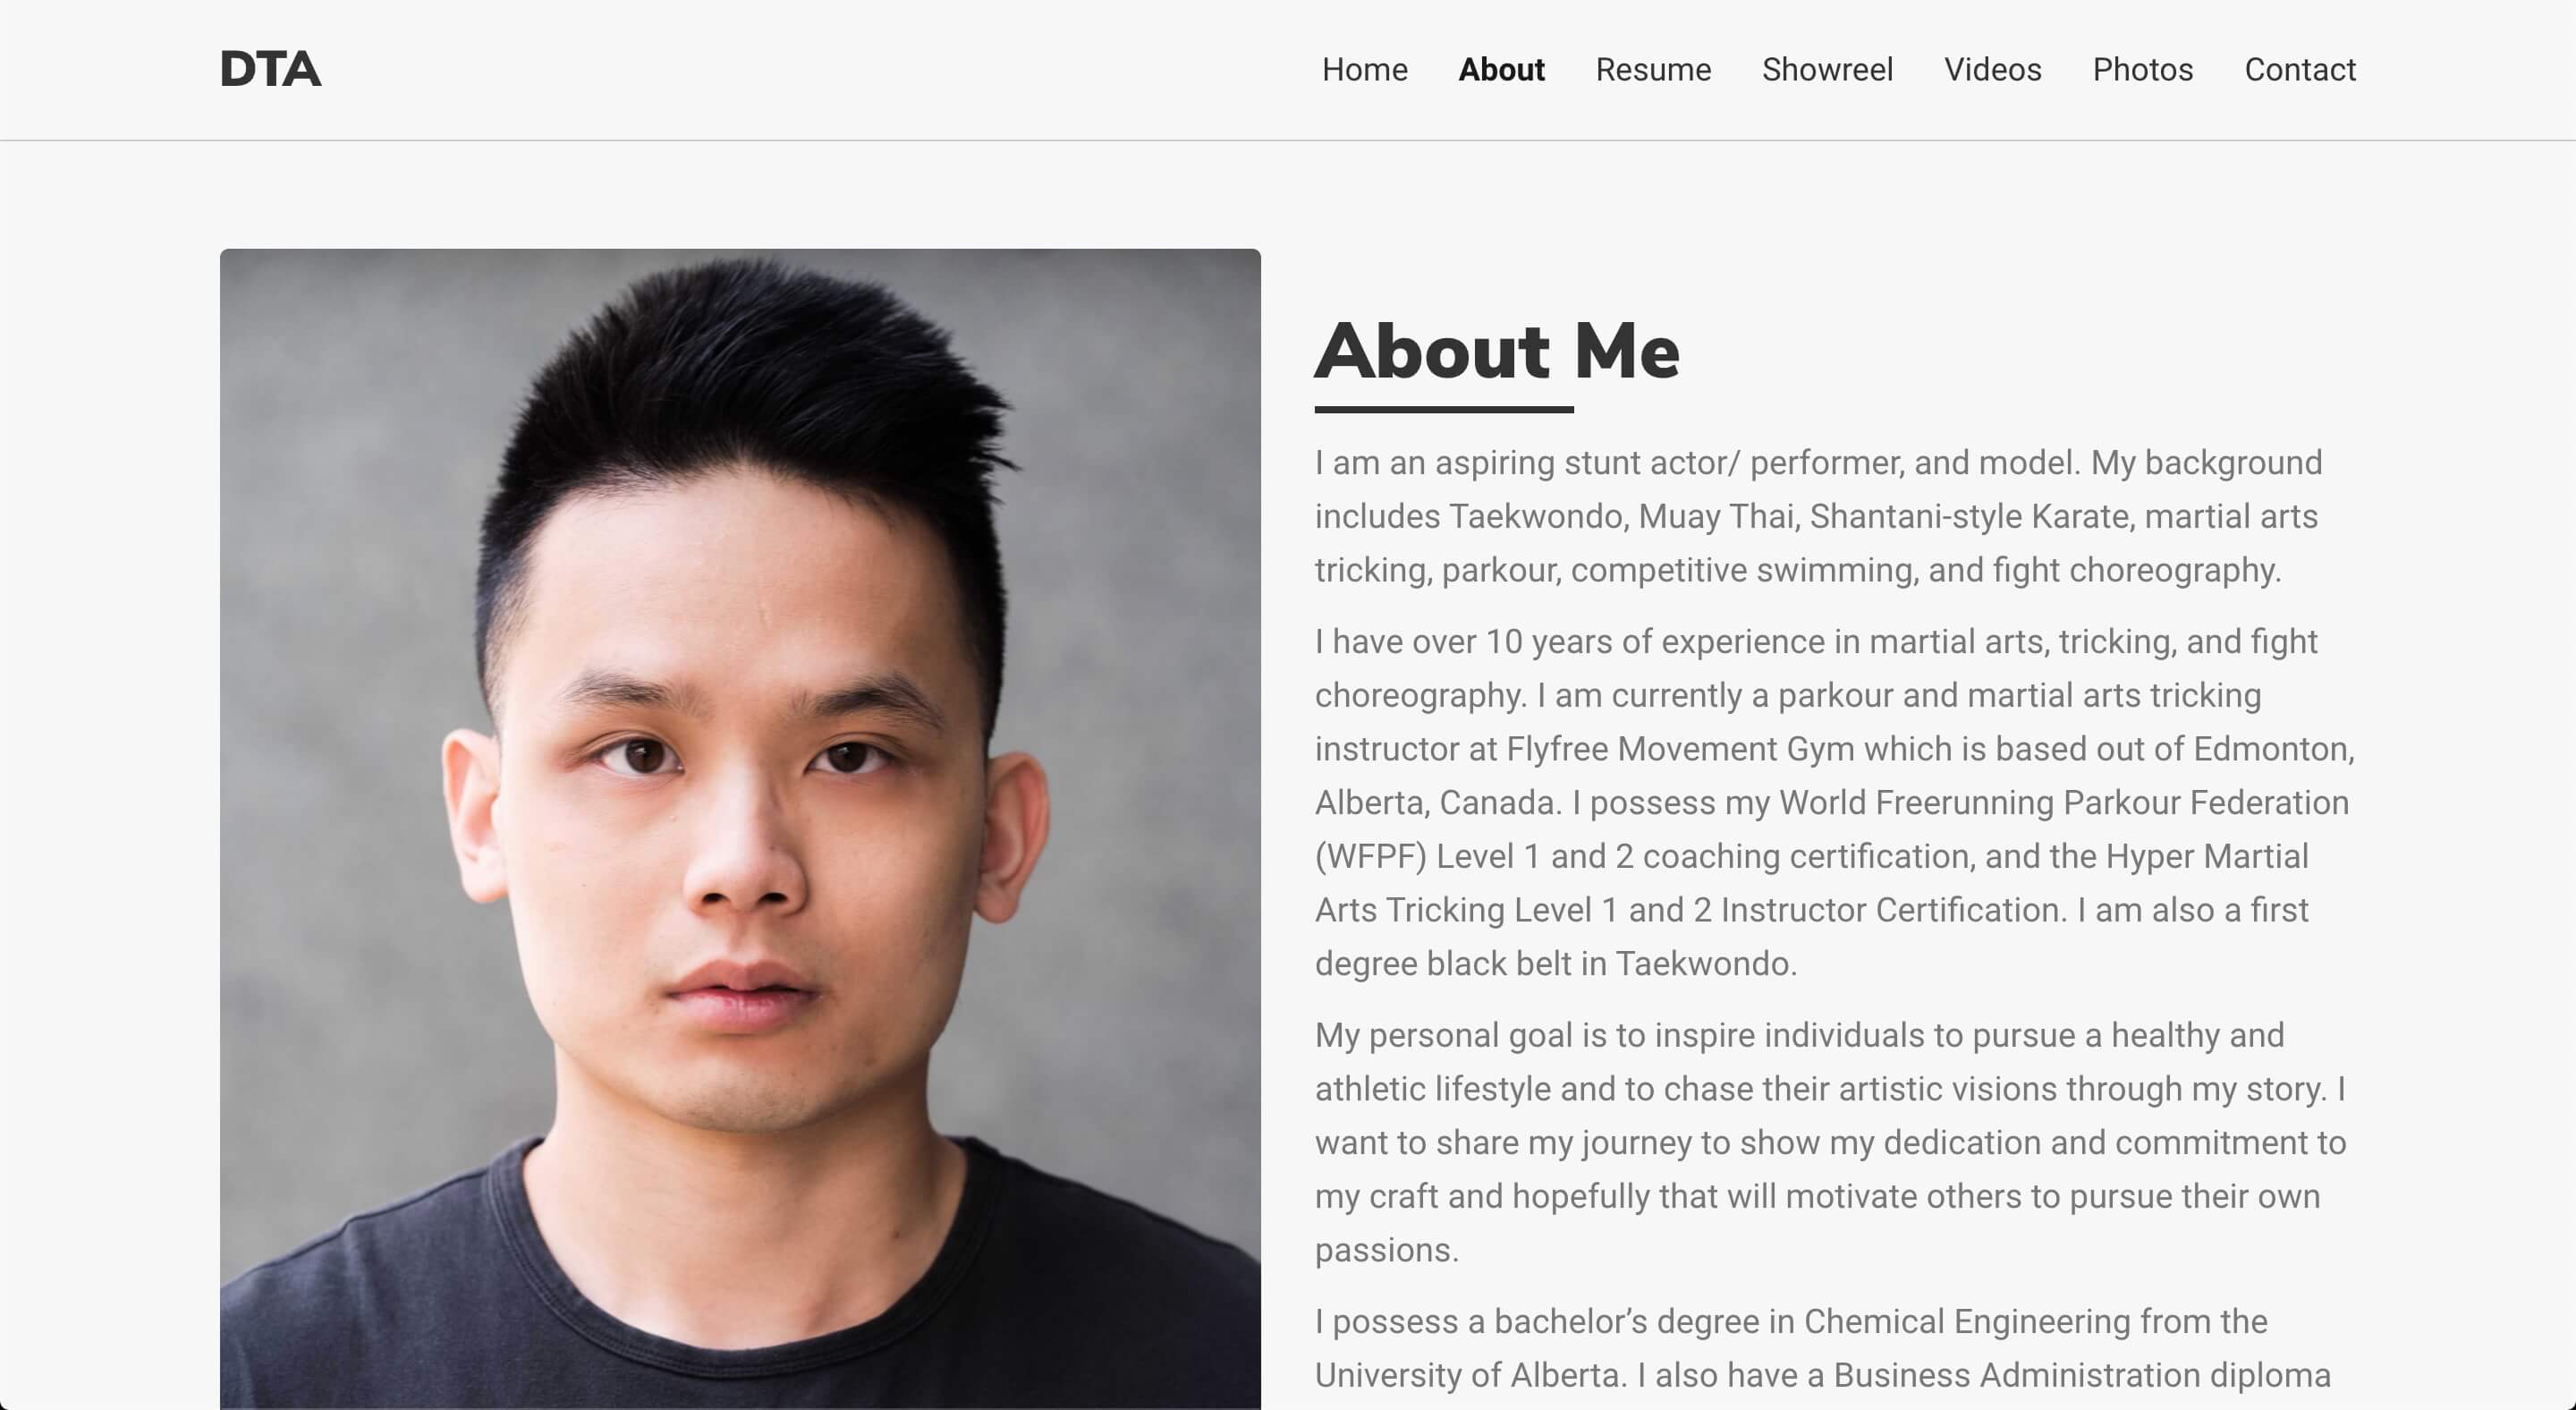 DTA
Home About Resume Showreel Videos Photos Contact
About Me
I am an aspiring stunt actor/ performer, and model. My background
includes Taekwondo, Muay Thai, Shantani-style Karate, martial arts
tricking, parkour, competitive swimming, and fight choreography.
I have over 10 years of experience in martial arts, tricking, and fight
choreography. I am currently a parkour and martial arts tricking
instructor at Flyfree Movement Gym which is based out of Edmonton,
Alberta, Canada. I possess my World Freerunning Parkour Federation
(WFPF) Level 1 and 2 coaching certification, and the Hyper Martial
Arts Tricking Level 1 and 2 Instructor Certification. I am also a first
degree black belt in Taekwondo.
My personal goal is to inspire individuals to pursue a healthy and
athletic lifestyle and to chase their artistic visions through my story. I
want to share my journey to show my dedication and commitment to
my craft and hopefully that will motivate others to pursue their own
passions.
I possess a bachelor’s degree in Chemical Engineering from the
University of Alberta. I also have a Business Administration diploma